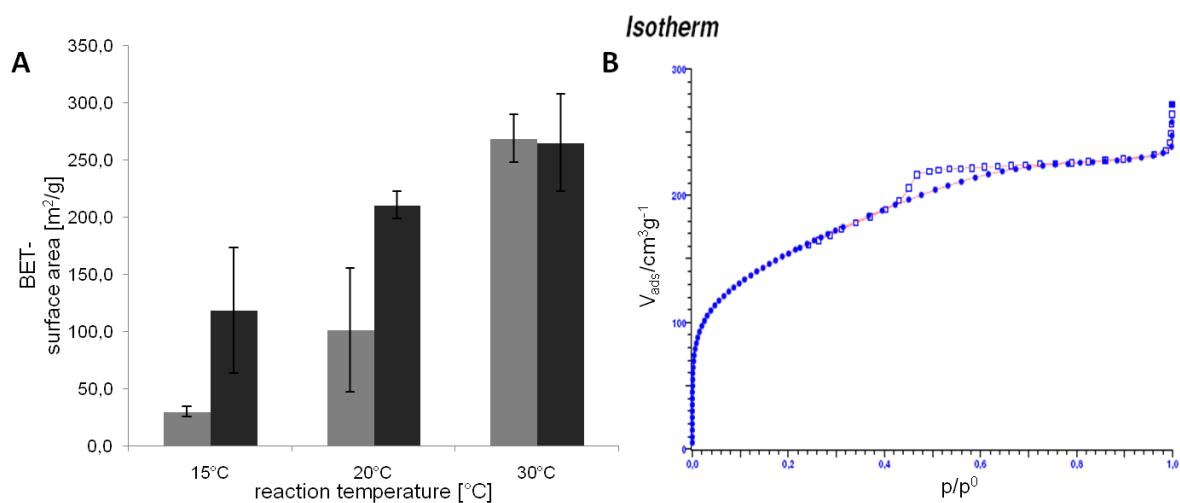 Isotherm
A
350,0
300,0
250,0
200,0
150,0
100,0
50,0
0,0
BET-
surface area [m²/g]
15°C
20°C
30°C
reaction temperature [°C]
B
300
200
100
0
Vads/cm³g⁻¹
0,0
0,2
0,4
0,6
0,8
1,0
p/p⁰